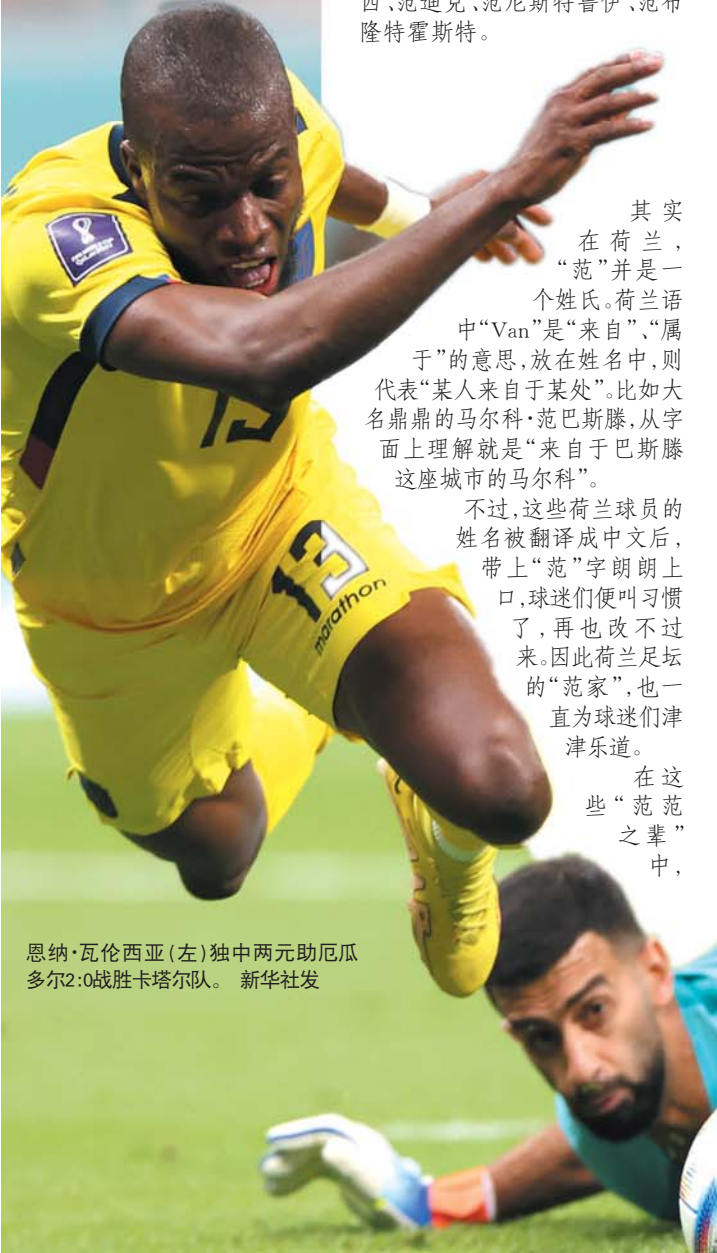 西、范迪克、范尼斯特鲁伊、范布
隆特霍斯特。
其实
在荷兰，
“范”并是一
个姓氏。荷兰语
中“Van”是“来自”、“属
于”的意思，放在姓名中，则
代表“某人来自于某处”。比如大
名鼎鼎的马尔科·范巴斯滕，从字
面上理解就是“来自于巴斯滕
这座城市的马尔科”。
不过，这些荷兰球员的
姓名被翻译成中文后，
带上“范”字朗朗上
口，球迷们便叫习惯
了，再也改不过
来。因此荷兰足坛
的“范家”，也一
直为球迷们津
津乐道。
在这
些“范范
之辈”
中，
13
13
marathon
恩纳·瓦伦西亚(左)独中两元助厄瓜
多尔2:0战胜卡塔尔队。 新华社发